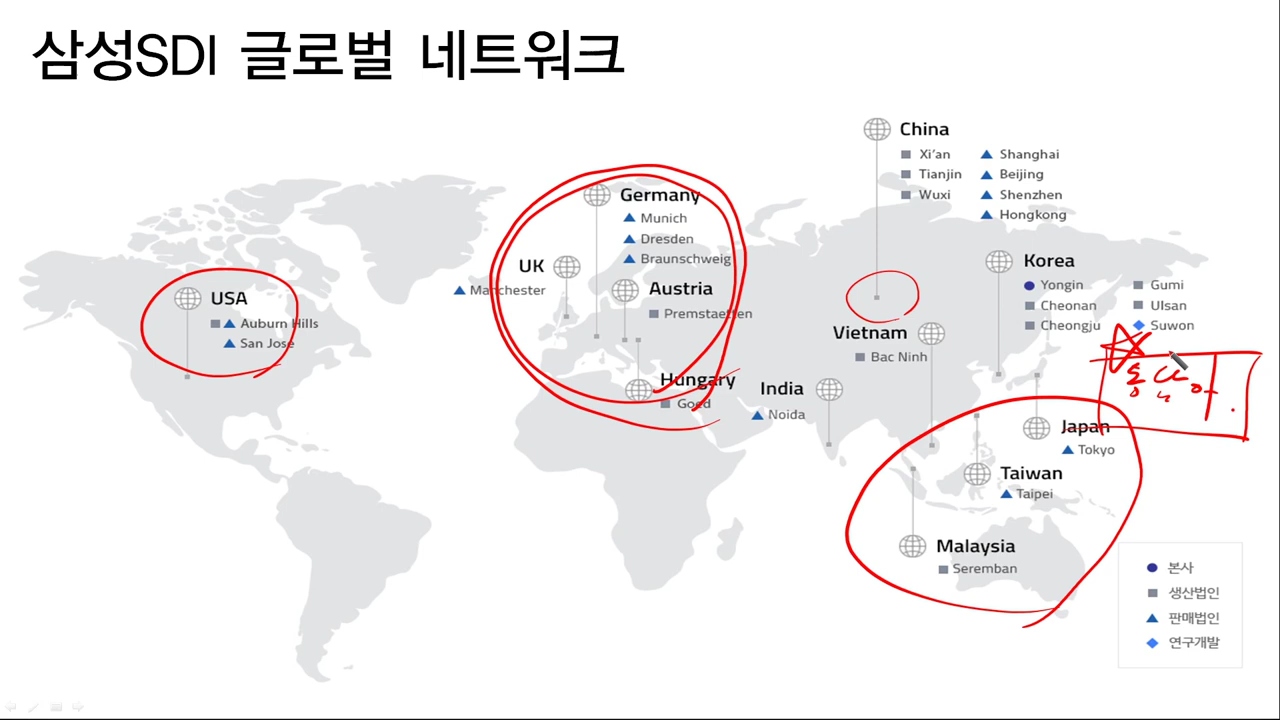 삼성SDI 글로벌 네트워크
China
Xi'an Shanghai
Tianjin Beijing
Wuxi Shenzhen
Hongkong
Germany
Munich
Dresden
Braunschweig
UK
Manchester
Austria
Premstaetten
Hungary
Goed
USA
Auburn Hills
San Jose
Korea
Yongin Gumi
Cheonan Ulsan
Cheongju Suwon
Vietnam
Bac Ninh
India
Noida
Japan
Tokyo
Taiwan
Taipei
Malaysia
Seremban
본사
생산법인
판매법인
연구개발